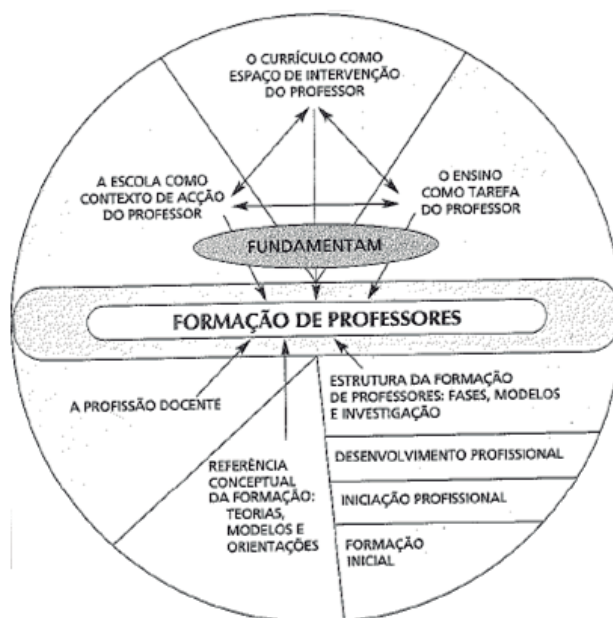 O CURRÍCULO COMO
ESPAÇO DE INTERVENÇÃO
DO PROFESSOR
A ESCOLA COMO
CONTEXTO DE ACÇÃO
DO PROFESSOR
O ENSINO
COMO TAREFA
DO PROFESSOR
FUNDAMENTAM
FORMAÇÃO DE PROFESSORES
A PROFISSÃO DOCENTE
REFERÊNCIA
CONCEPTUAL
DA FORMAÇÃO:
TEORIAS,
MODELOS E
ORIENTAÇÕES
ESTRUTURA DA FORMAÇÃO
DE PROFESSORES: FASES, MODELOS
E INVESTIGAÇÃO
DESENVOLVIMENTO PROFISSIONAL
INICIAÇÃO PROFISSIONAL
FORMAÇÃO
INICIAL